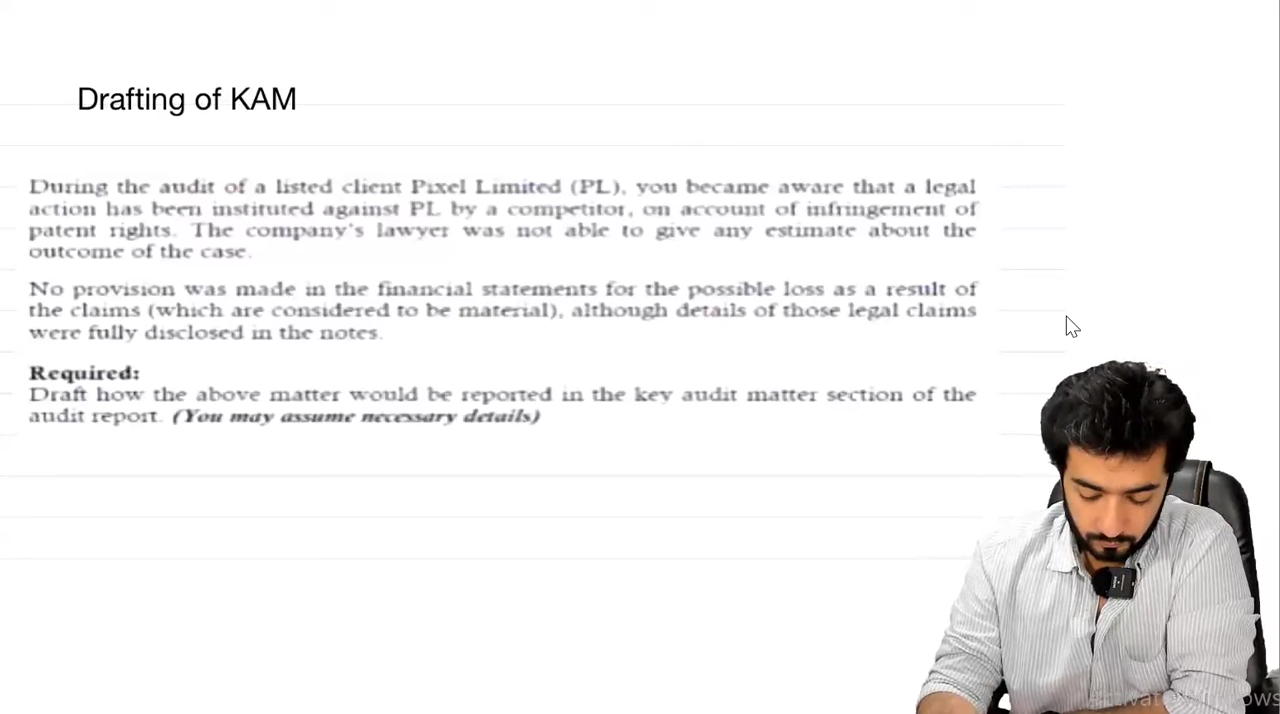 Drafting of KAM
During the audit of a listed client Pixel Limited (PL), you became aware that a legal
action has been instituted against PL by a competitor, on account of infringement of
patent rights. The company's lawyer was not able to give any estimate about the
outcome of the case.
No provision was made in the financial statements for the possible loss as a result of
the claims (which are considered to be material), although details of those legal claims
were fully disclosed in the notes.
Required:
Draft how the above matter would be reported in the key audit matter section of the
audit report. (You may assume necessary details)